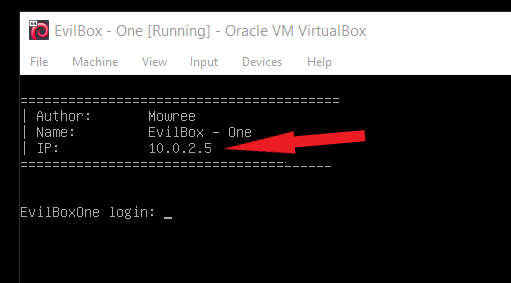 EvilBox - One [Running] - Oracle VM VirtualBox
File Machine View Input Devices Help
=======================================
| Author: Mowree
| Name: EvilBox - One
| IP: 10.0.2.5
=================================------
EvilBoxOne login: _